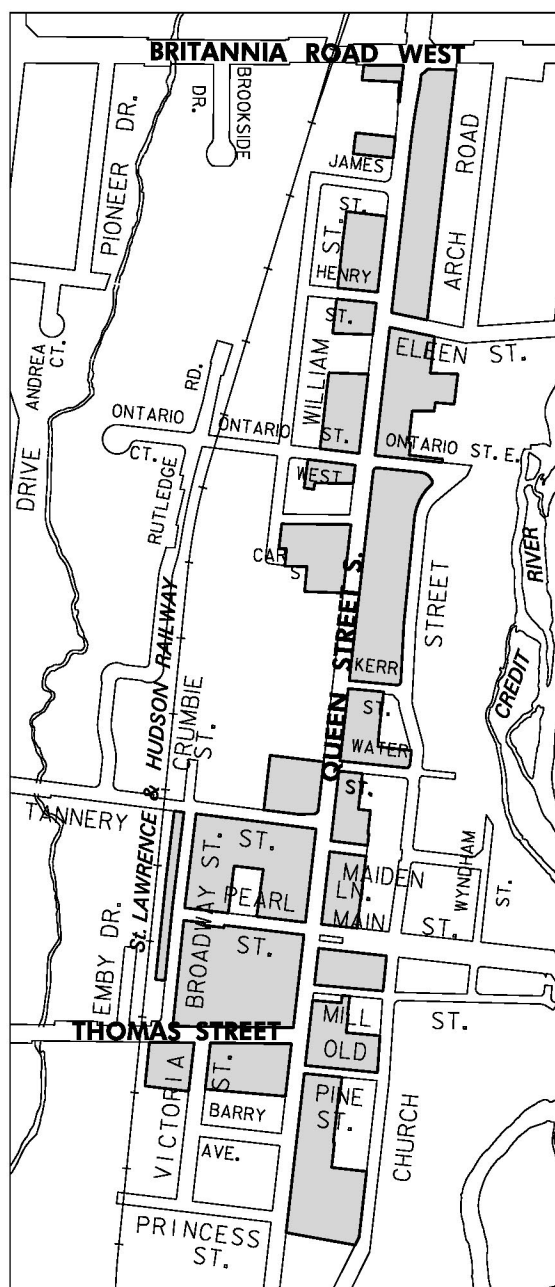 BRITANNIA ROAD WEST
PIONEER DR.
BROOKSIDE
DR.
JAMES
ST.
ARCH ROAD
ST.
HENRY
ST.
ELEEN ST.
ANDREA
CT.
RD.
WILLIAM
ONTARIO
CT.
ONTARIO
ST.
ONTARIO ST. E.
DRIVE
RUTLEDGE
WEST
CAR
S
STREET
RIVER
CREDIT
QUEEN STREET S.
KERR
ST.
WATER
ST.
St. LAWRENCE & HUDSON RAILWAY
CRUMBIE
ST.
TANNERY
ST.
BROADWAY ST.
PEARL
ST.
MAIDEN
LN.
MAIN
ST.
WYNDHAM
ST.
EMBY DR.
THOMAS STREET
MILL
ST.
OLD
PINE
ST.
VICTORIA
ST.
BARRY
AVE.
CHURCH
PRINCESS
ST.